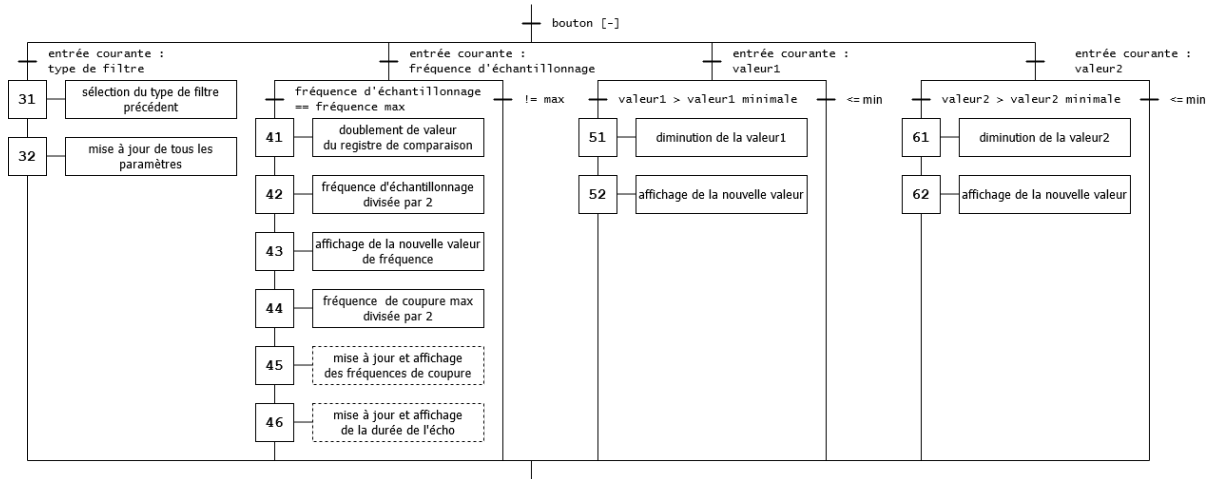 bouton [-]
entrée courante :
type de filtre
entrée courante :
fréquence d'échantillonnage
entrée courante :
valeur1
entrée courante :
valeur2
31
sélection du type de filtre
précédent
32
mise à jour de tous les
paramètres
fréquence d'échantillonnage
== fréquence max
!= max
41
doublement de valeur
du registre de comparaison
42
fréquence d'échantillonnage
divisée par 2
43
affichage de la nouvelle valeur
de fréquence
44
fréquence de coupure max
divisée par 2
45
mise à jour et affichage
des fréquences de coupure
46
mise à jour et affichage
de la durée de l'écho
valeur1 > valeur1 minimale
<= min
51
diminution de la valeur1
52
affichage de la nouvelle valeur
valeur2 > valeur2 minimale
<= min
61
diminution de la valeur2
62
affichage de la nouvelle valeur